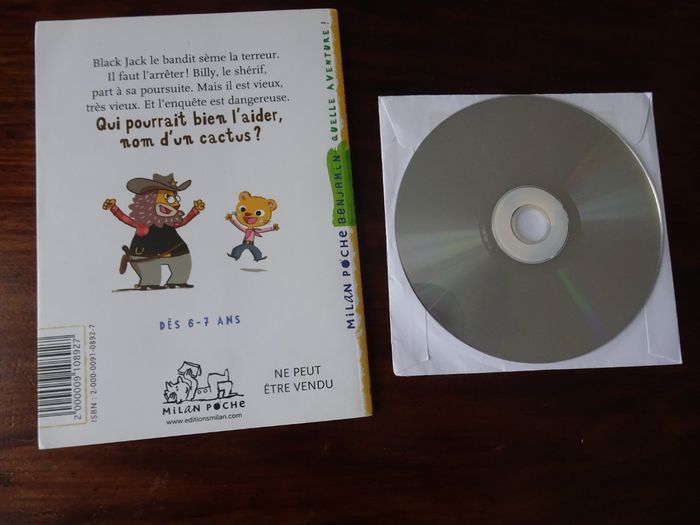 Black Jack le bandit sème la terreur.
Il faut l'arrêter ! Billy, le shérif,
part à sa poursuite. Mais il est vieux,
très vieux. Et l'enquête est dangereuse.
Qui pourrait bien l'aider,
nom d'un cactus ?
DÈS 6-7 ANS
NE PEUT
ÊTRE VENDU
MiLAN POCHE
www.editionsmilan.com
2 000009 108927
ISBN : 2-000-0091-0892-7
MiLAN POCHE BENJAMIN QUELLE AVENTURE !